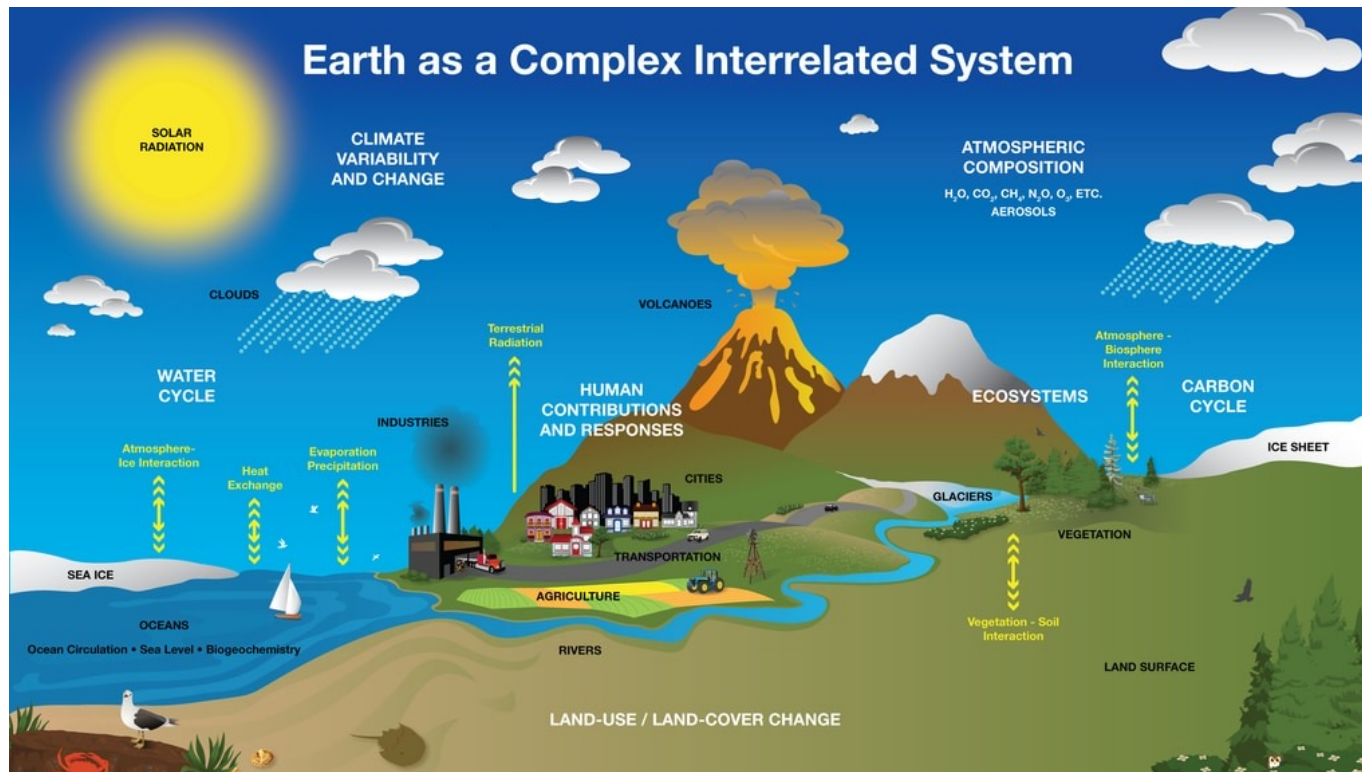 Earth as a Complex Interrelated System
SOLAR
RADIATION
CLIMATE
VARIABILITY
AND CHANGE
ATMOSPHERIC
COMPOSITION
H₂O, CO₂, CH₄, N₂O, O₃, ETC.
AEROSOLS
CLOUDS
VOLCANOES
Terrestrial
Radiation
Atmosphere -
Biosphere
Interaction
WATER
CYCLE
HUMAN
CONTRIBUTIONS
AND RESPONSES
ECOSYSTEMS
CARBON
CYCLE
INDUSTRIES
Atmosphere-
Ice Interaction
Heat
Exchange
Evaporation
Precipitation
ICE SHEET
CITIES
GLACIERS
VEGETATION
TRANSPORTATION
SEA ICE
AGRICULTURE
OCEANS
Ocean Circulation • Sea Level • Biogeochemistry
RIVERS
Vegetation - Soil
Interaction
LAND SURFACE
LAND-USE / LAND-COVER CHANGE